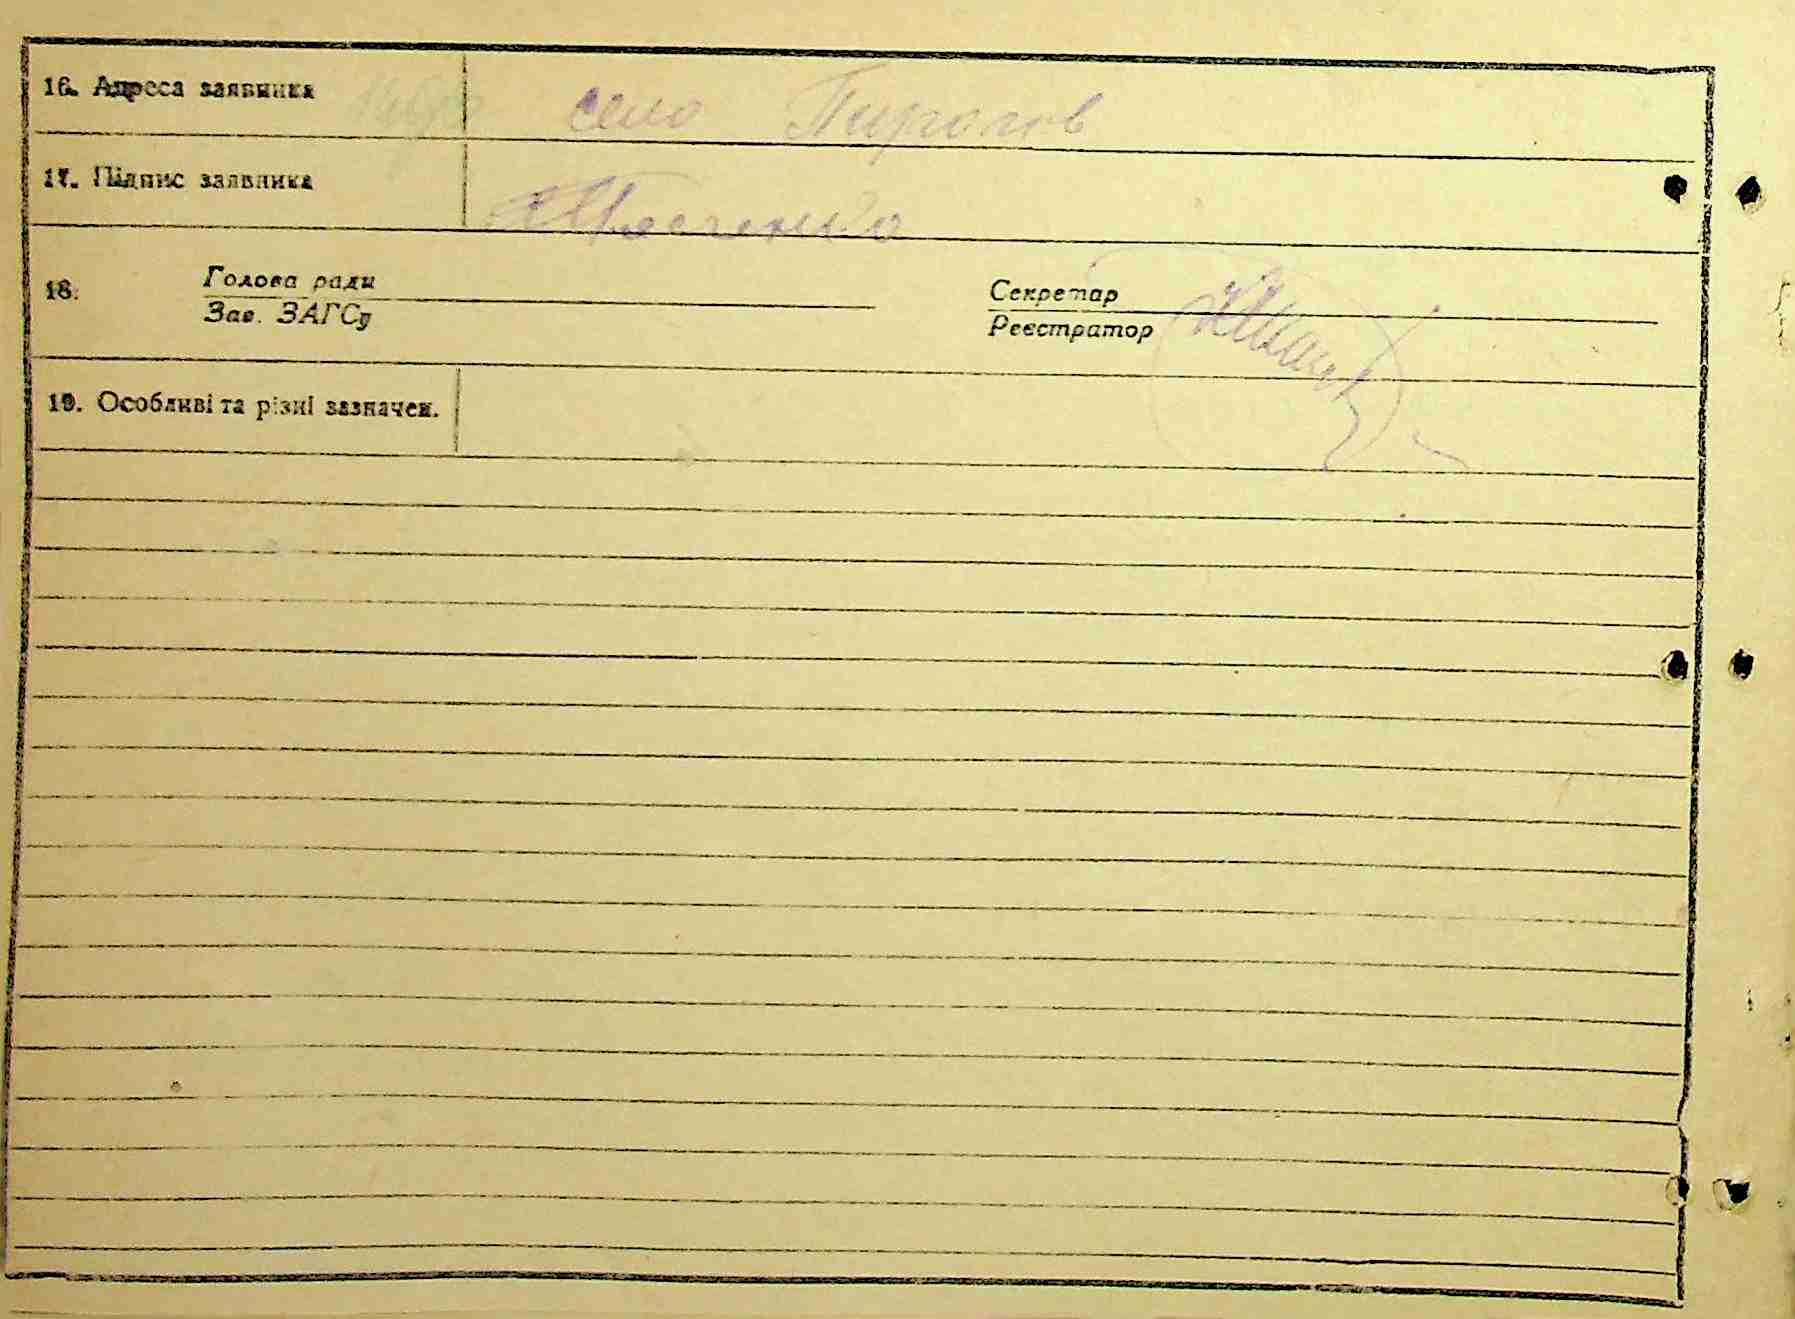 16. Адреса заявника село Пирогов
17. Підпис заявника
18. Голова ради Секретар
Зав. ЗАГСу Реєстратор
19. Особливі та різні зазначен.